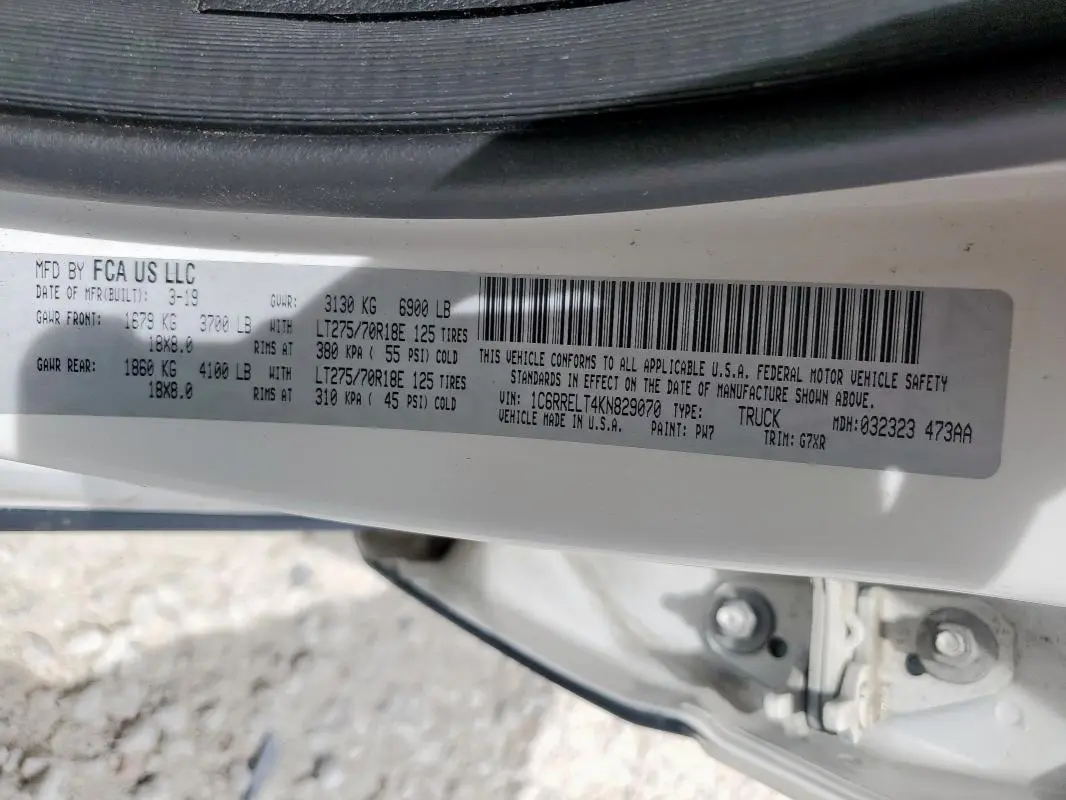 MFD BY FCA US LLC
DATE OF MFR(BUILT): 3-19 GVWR: 3130 KG 6900 LB
GAWR FRONT: 1679 KG 3700 LB WITH LT275/70R18E 125 TIRES
18X8.0 RIMS AT 380 KPA ( 55 PSI) COLD
GAWR REAR: 1860 KG 4100 LB WITH LT275/70R18E 125 TIRES
18X8.0 RIMS AT 310 KPA ( 45 PSI) COLD
THIS VEHICLE CONFORMS TO ALL APPLICABLE U.S.A. FEDERAL MOTOR VEHICLE SAFETY
STANDARDS IN EFFECT ON THE DATE OF MANUFACTURE SHOWN ABOVE.
VIN: 1C6RRELT4KN829070 TYPE: TRUCK MDH:032323 473AA
VEHICLE MADE IN U.S.A. PAINT: PW7 TRIM: G7XR